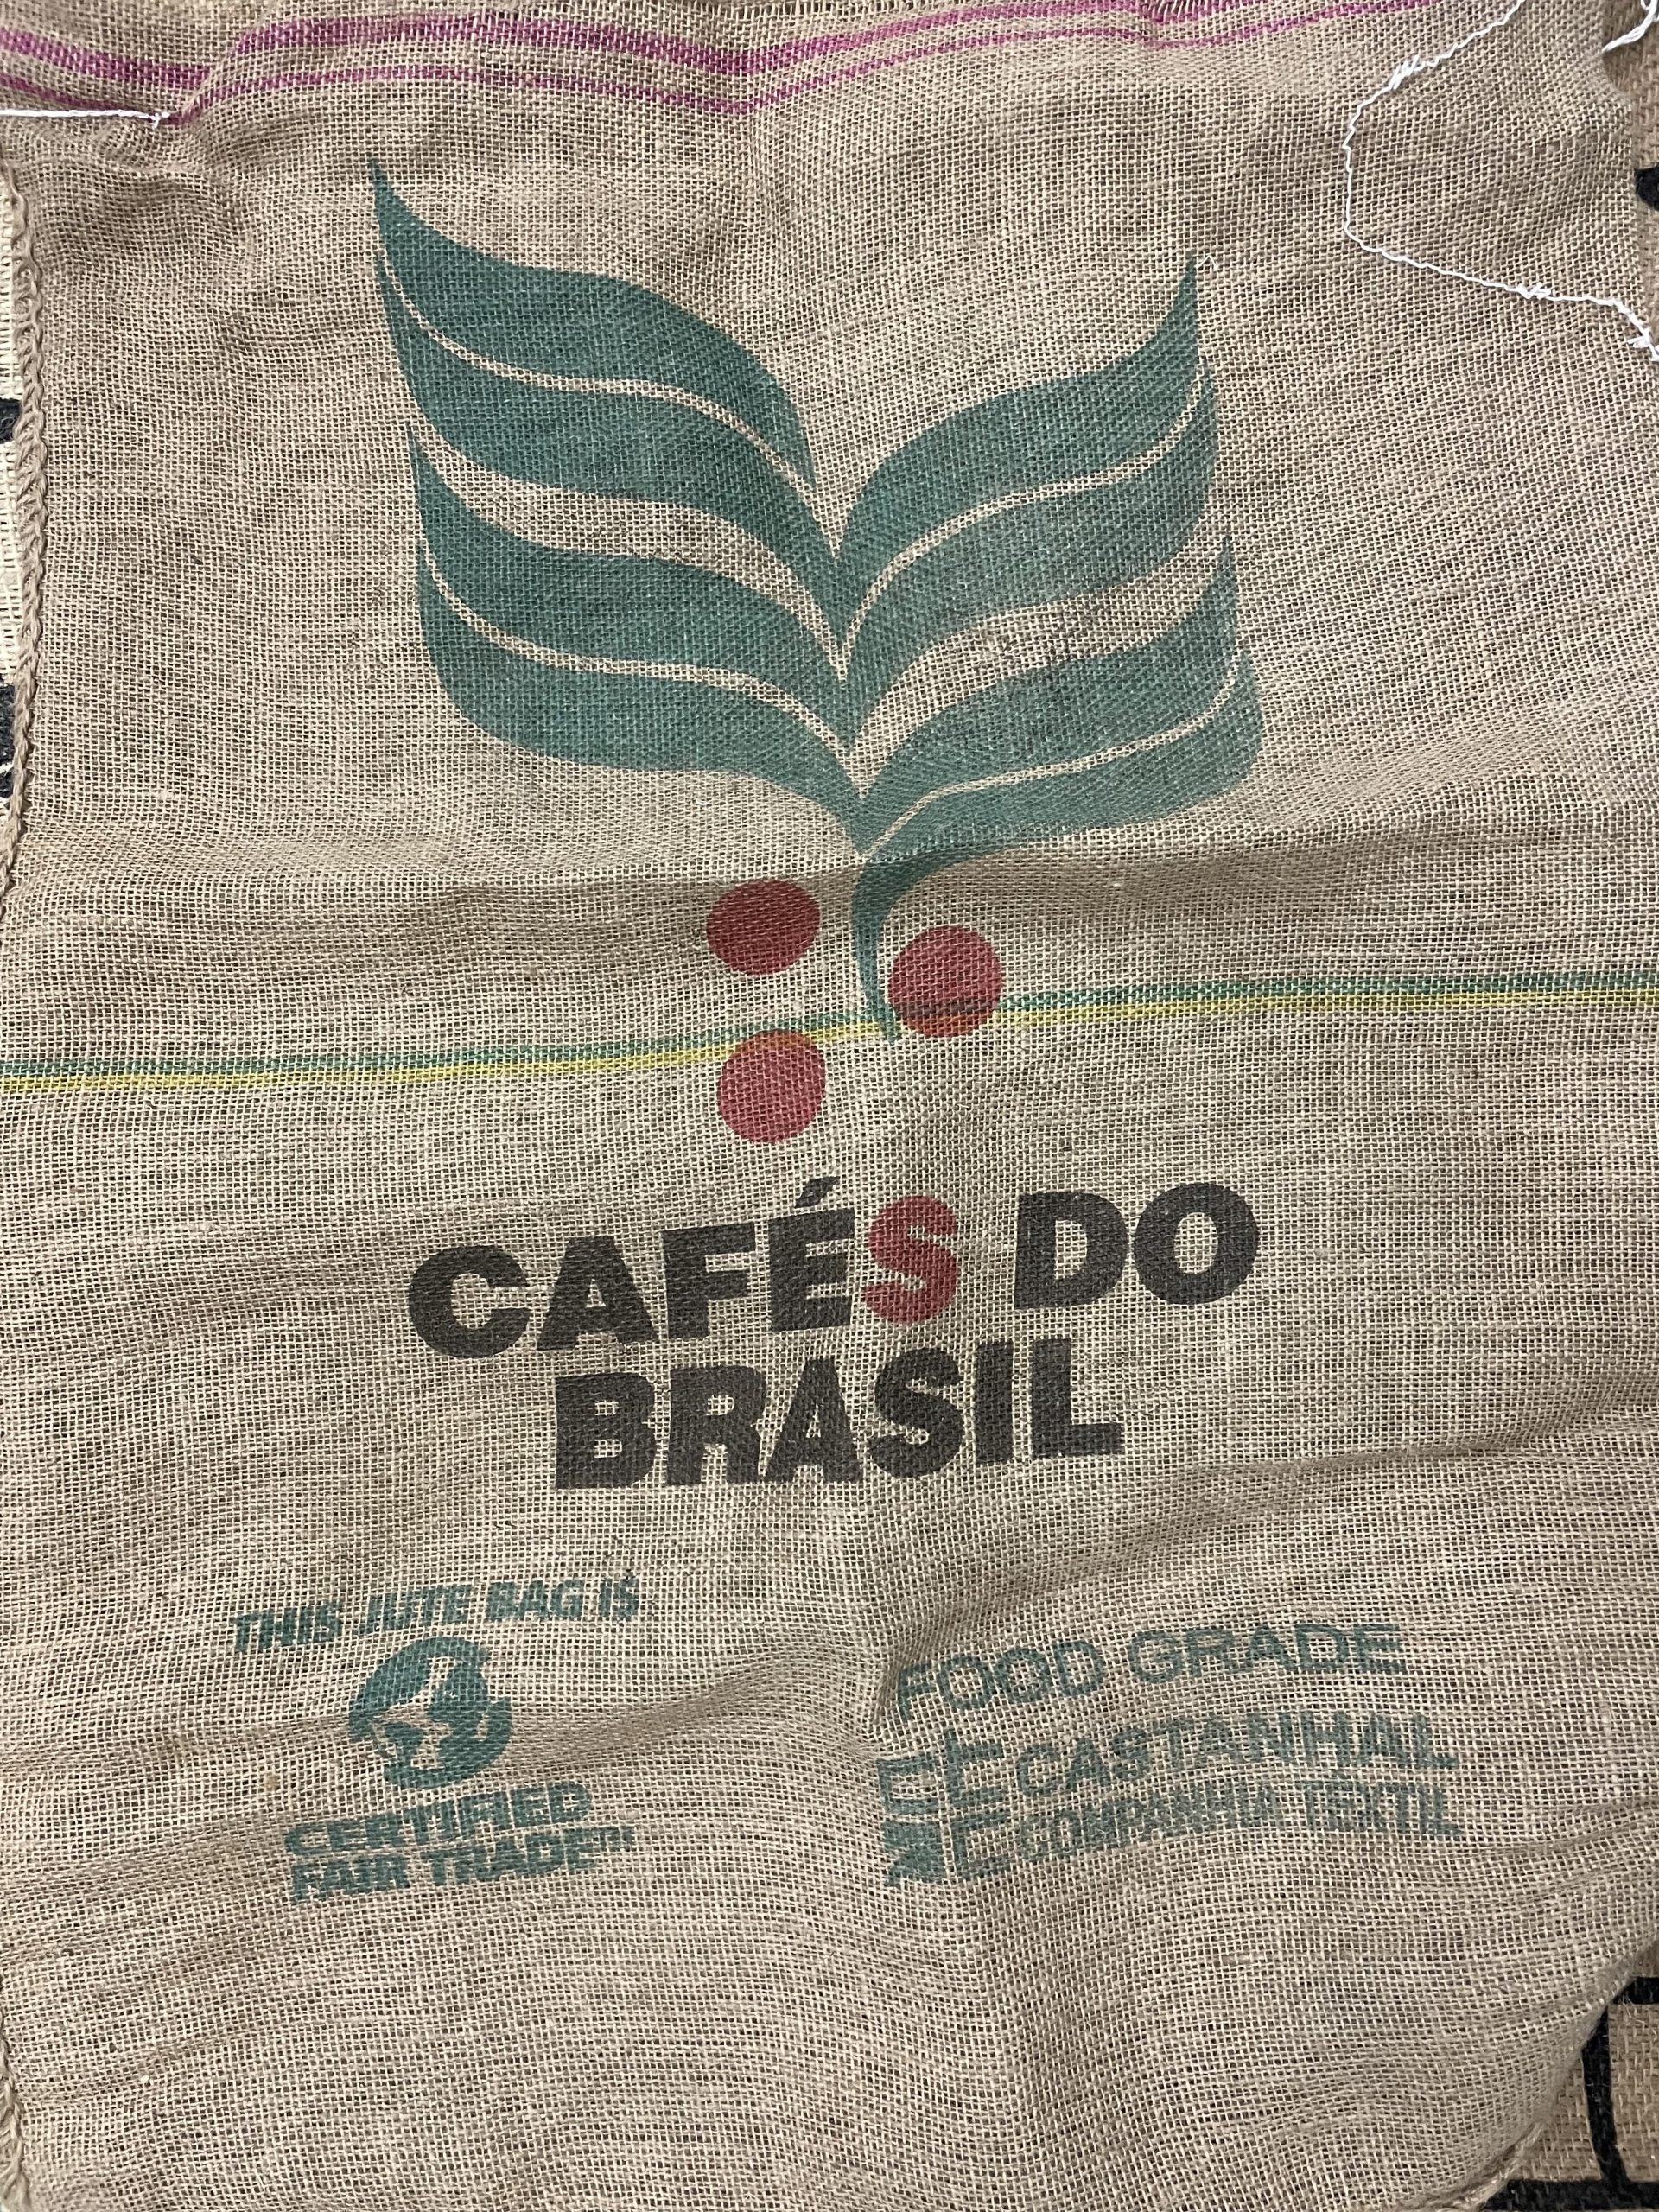 CAFÉS DO
BRASIL
THIS JUTE BAG IS
CERTIFIED
FAIR TRADE™
FOOD GRADE
CASTANHAL
COMPANHIA TEXTIL